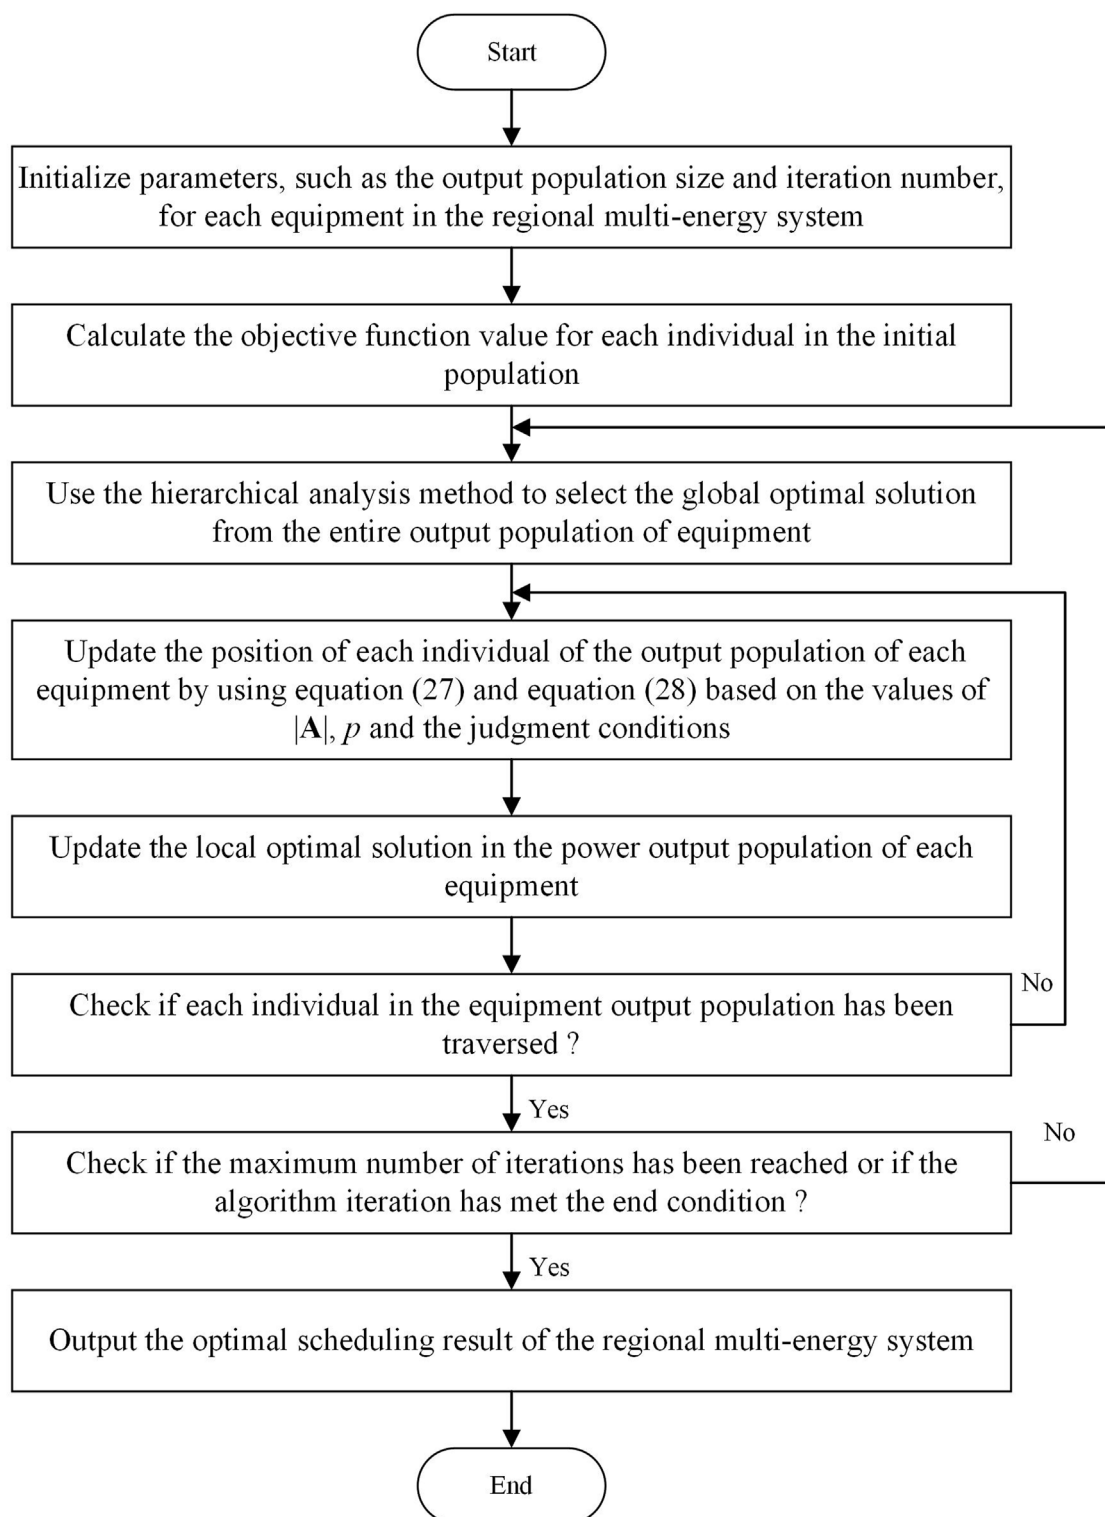 Start
Initialize parameters, such as the output population size and iteration number,
for each equipment in the regional multi-energy system
Calculate the objective function value for each individual in the initial
population
Use the hierarchical analysis method to select the global optimal solution
from the entire output population of equipment
Update the position of each individual of the output population of each
equipment by using equation (27) and equation (28) based on the values of
|A|, p and the judgment conditions
Update the local optimal solution in the power output population of each
equipment
Check if each individual in the equipment output population has been
traversed ?
No
Yes
Check if the maximum number of iterations has been reached or if the
algorithm iteration has met the end condition ?
No
Yes
Output the optimal scheduling result of the regional multi-energy system
End